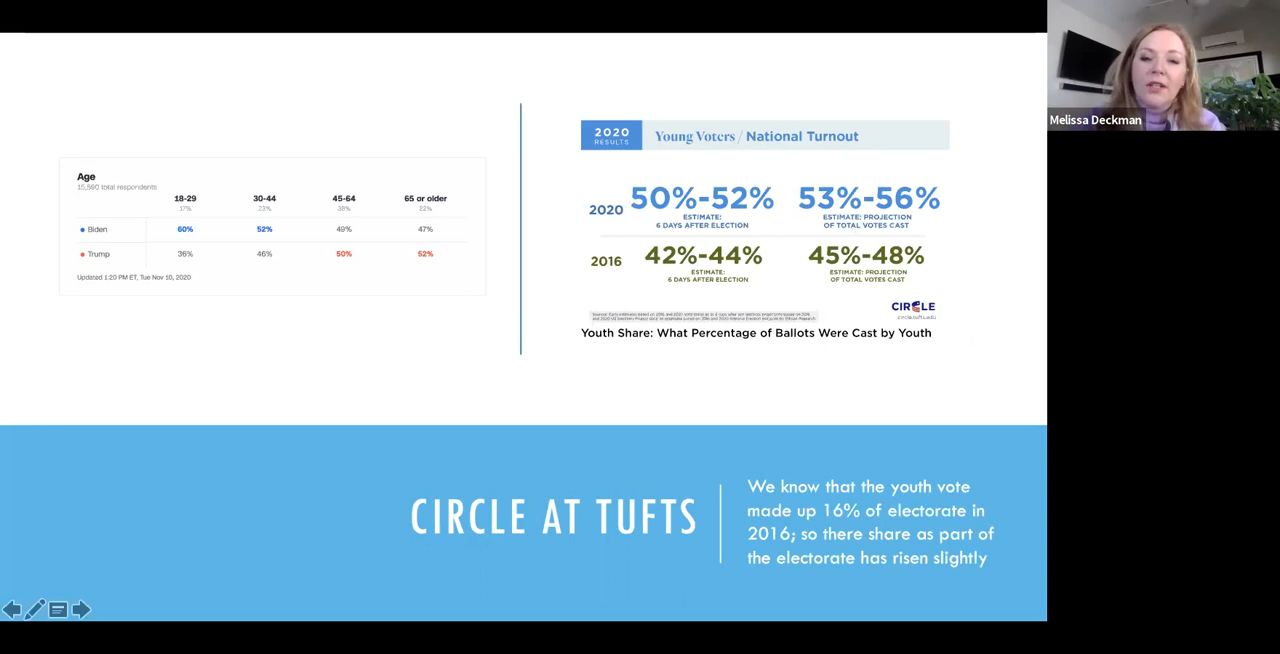 Melissa Deckman
Age
15,590 total respondents
18-29 30-44 45-64 65 or older
17% 23% 38% 22%
Biden 60% 52% 49% 47%
Trump 36% 46% 50% 52%
Updated 1:20 PM ET, Tue Nov 10, 2020
2020
RESULTS
Young Voters / National Turnout
2020 50%-52% 53%-56%
ESTIMATE:
6 DAYS AFTER ELECTION
ESTIMATE: PROJECTION
OF TOTAL VOTES CAST
2016 42%-44% 45%-48%
ESTIMATE:
6 DAYS AFTER ELECTION
ESTIMATE: PROJECTION
OF TOTAL VOTES CAST
CIRCLE
circle.tufts.edu
Youth Share: What Percentage of Ballots Were Cast by Youth
CIRCLE AT TUFTS
We know that the youth vote
made up 16% of electorate in
2016; so there share as part of
the electorate has risen slightly